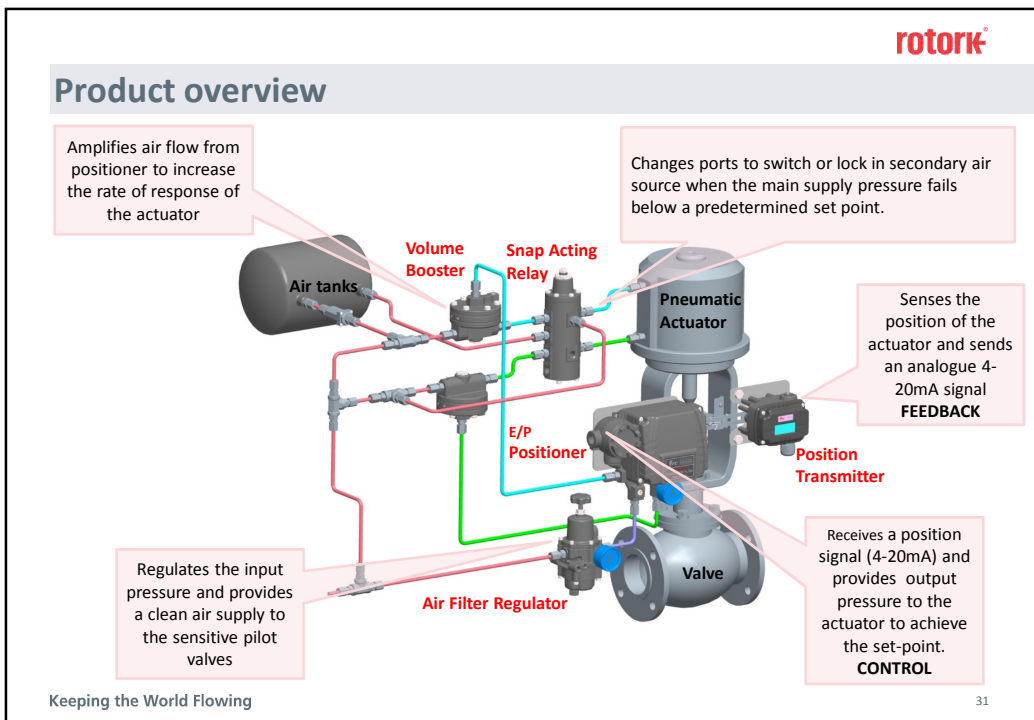 rotork®
Product overview
Amplifies air flow from
positioner to increase
the rate of response of
the actuator
Changes ports to switch or lock in secondary air
source when the main supply pressure fails
below a predetermined set point.
Volume
Booster
Snap Acting
Relay
Air tanks
Pneumatic
Actuator
Senses the
position of the
actuator and sends
an analogue 4-
20mA signal
FEEDBACK
E/P
Positioner
Position
Transmitter
Regulates the input
pressure and provides
a clean air supply to
the sensitive pilot
valves
Air Filter Regulator
Valve
Receives a position
signal (4-20mA) and
provides output
pressure to the
actuator to achieve
the set-point.
CONTROL
Keeping the World Flowing
31